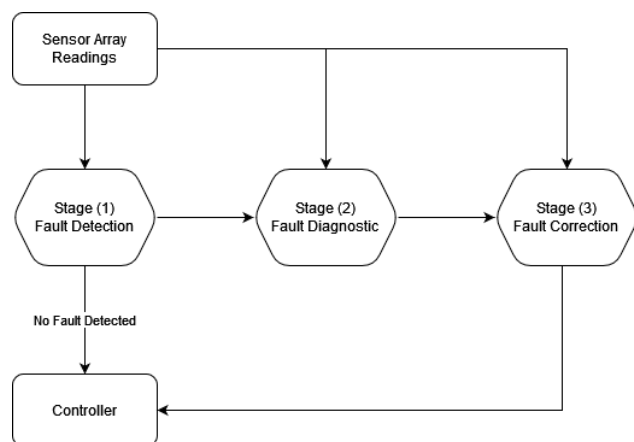 Sensor Array
Readings
Stage (1)
Fault Detection
Stage (2)
Fault Diagnostic
Stage (3)
Fault Correction
No Fault Detected
Controller